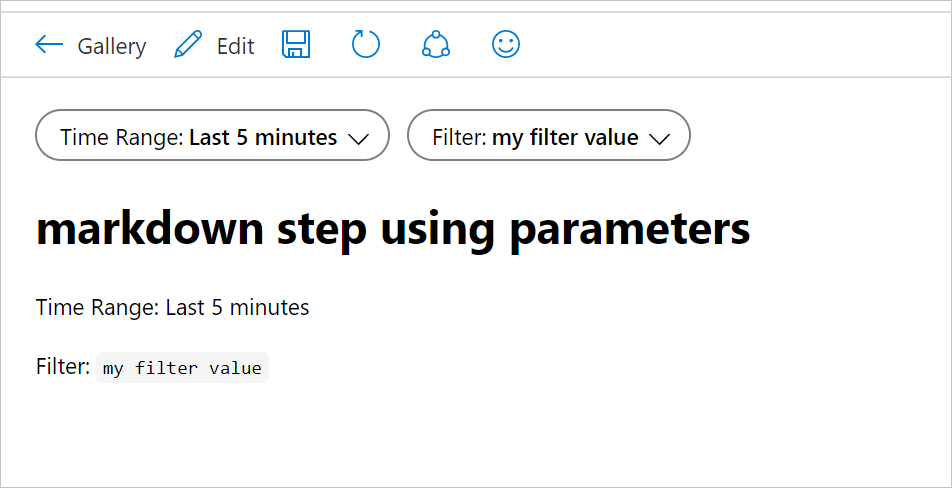 Gallery Edit
Time Range: Last 5 minutes Filter: my filter value
markdown step using parameters
Time Range: Last 5 minutes
Filter: my filter value